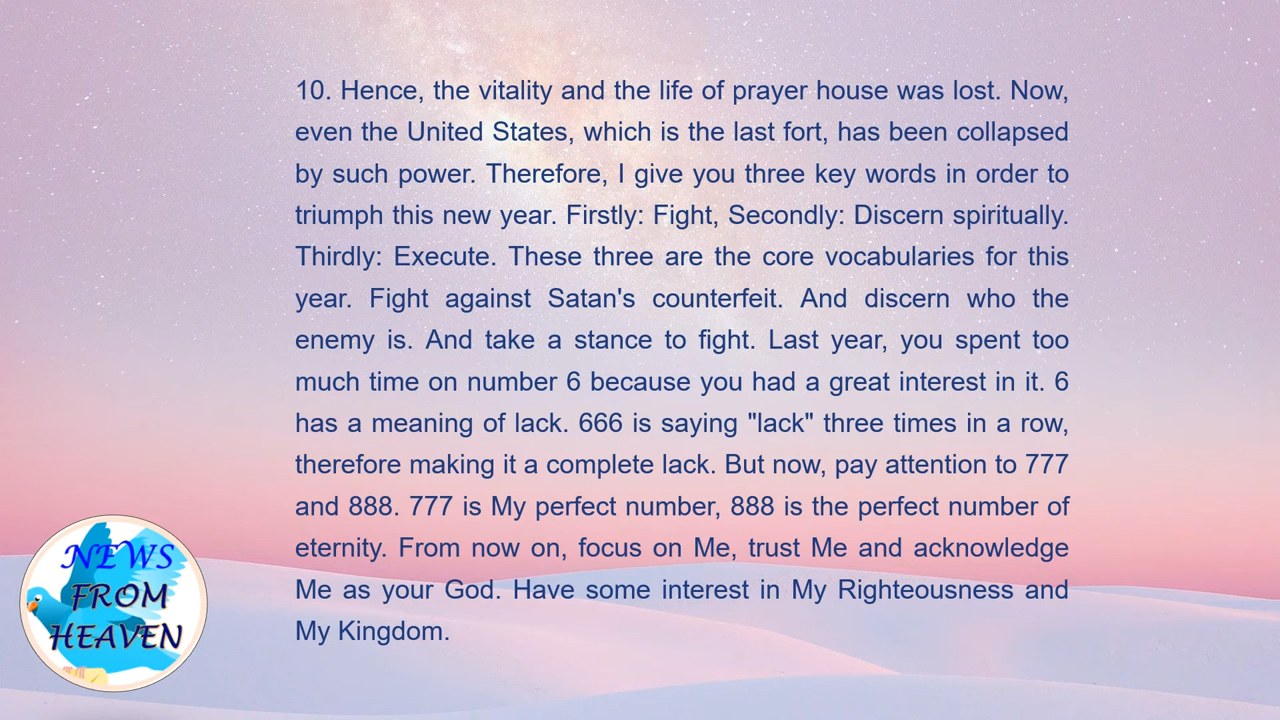 10. Hence, the vitality and the life of prayer house was lost. Now,
even the United States, which is the last fort, has been collapsed
by such power. Therefore, I give you three key words in order to
triumph this new year. Firstly: Fight, Secondly: Discern spiritually.
Thirdly: Execute. These three are the core vocabularies for this
year. Fight against Satan's counterfeit. And discern who the
enemy is. And take a stance to fight. Last year, you spent too
much time on number 6 because you had a great interest in it. 6
has a meaning of lack. 666 is saying "lack" three times in a row,
therefore making it a complete lack. But now, pay attention to 777
and 888. 777 is My perfect number, 888 is the perfect number of
eternity. From now on, focus on Me, trust Me and acknowledge
Me as your God. Have some interest in My Righteousness and
My Kingdom.
NEWS
FROM
HEAVEN